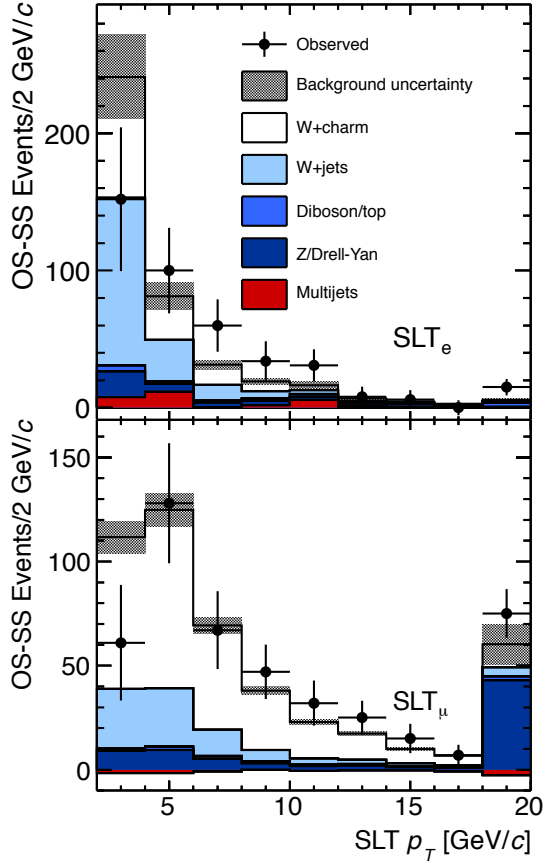 OS-SS Events/2 GeV/c
200
100
0
Observed
Background uncertainty
W+charm
W+jets
Diboson/top
Z/Drell-Yan
Multijets
SLTe
OS-SS Events/2 GeV/c
150
100
50
0
SLTμ
5
10
15
20
SLT pT [GeV/c]